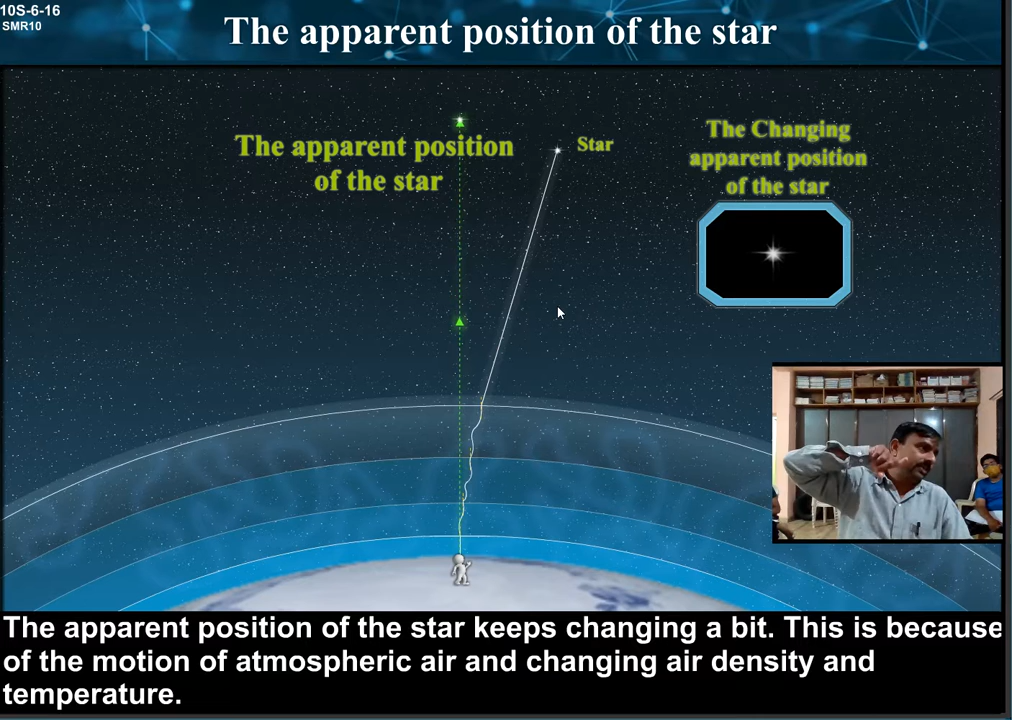 10S-6-16
SMR10
The apparent position of the star
The apparent position
of the star
Star
The Changing
apparent position
of the star
The apparent position of the star keeps changing a bit. This is because
of the motion of atmospheric air and changing air density and
temperature.